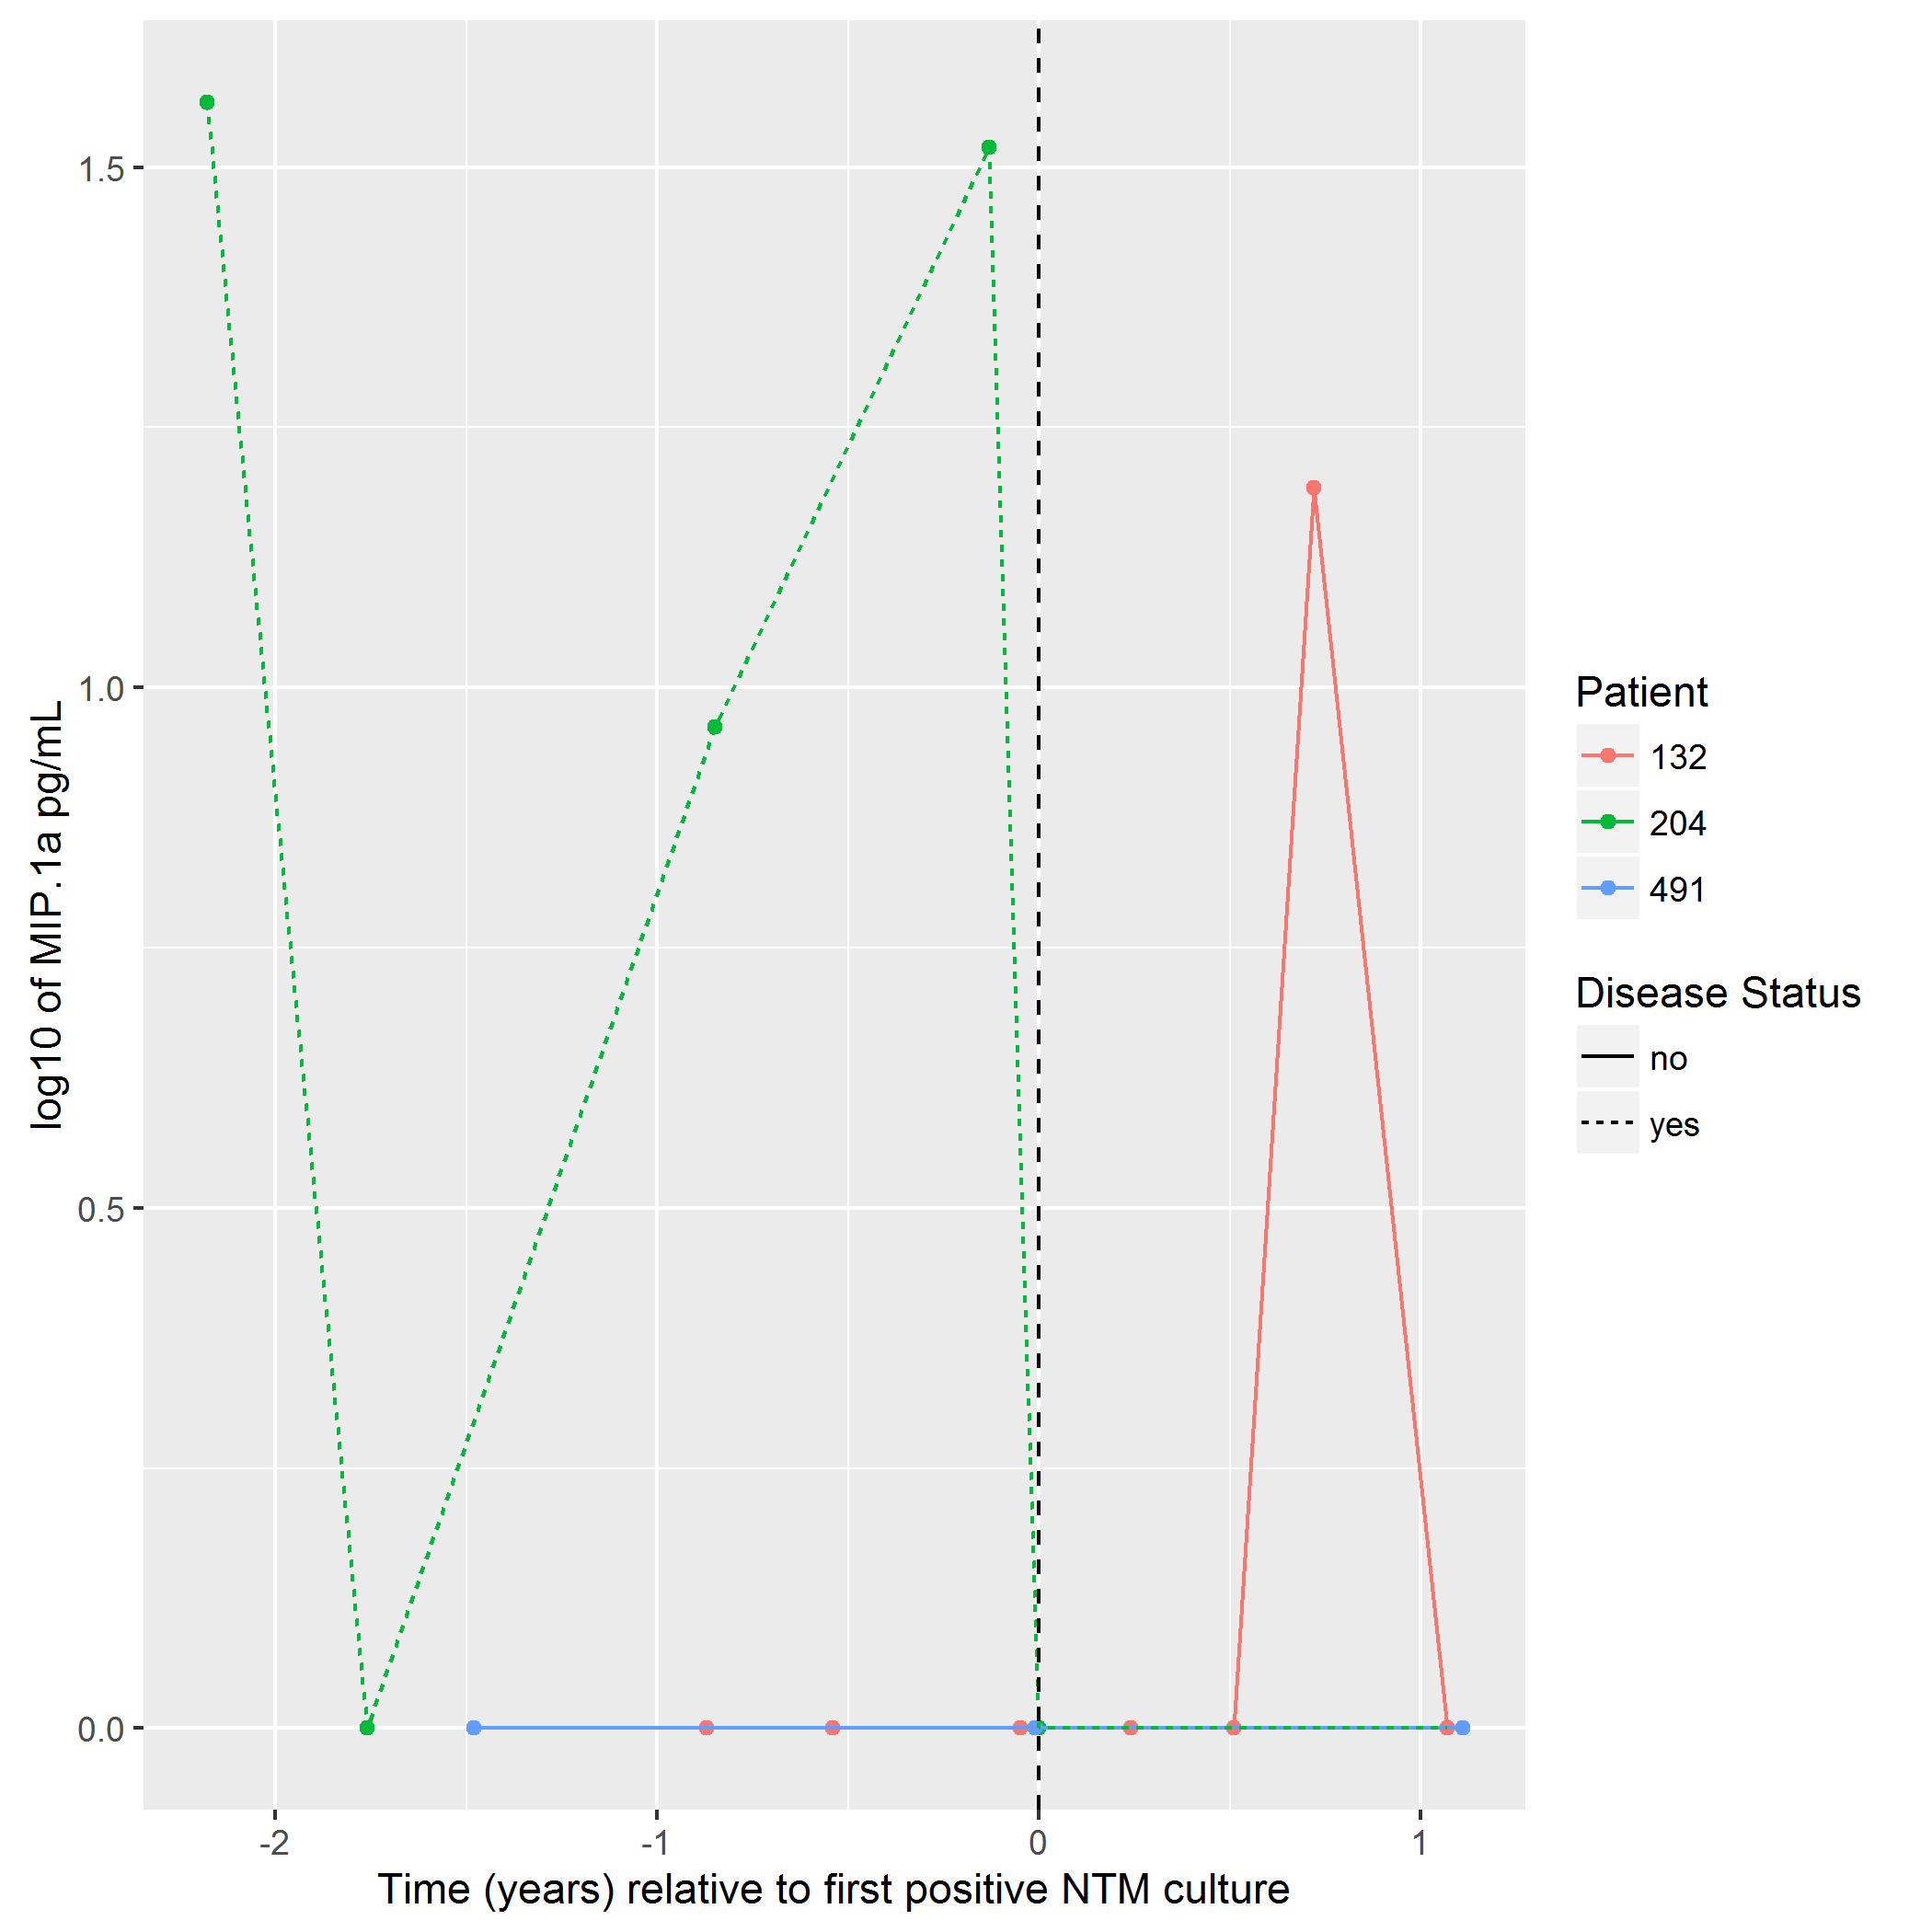 1.5
1.0
0.5
0.0
log10 of MIP.1a pg/mL
-2
-1
0
1
Time (years) relative to first positive NTM culture
Patient
132
204
491
Disease Status
no
yes